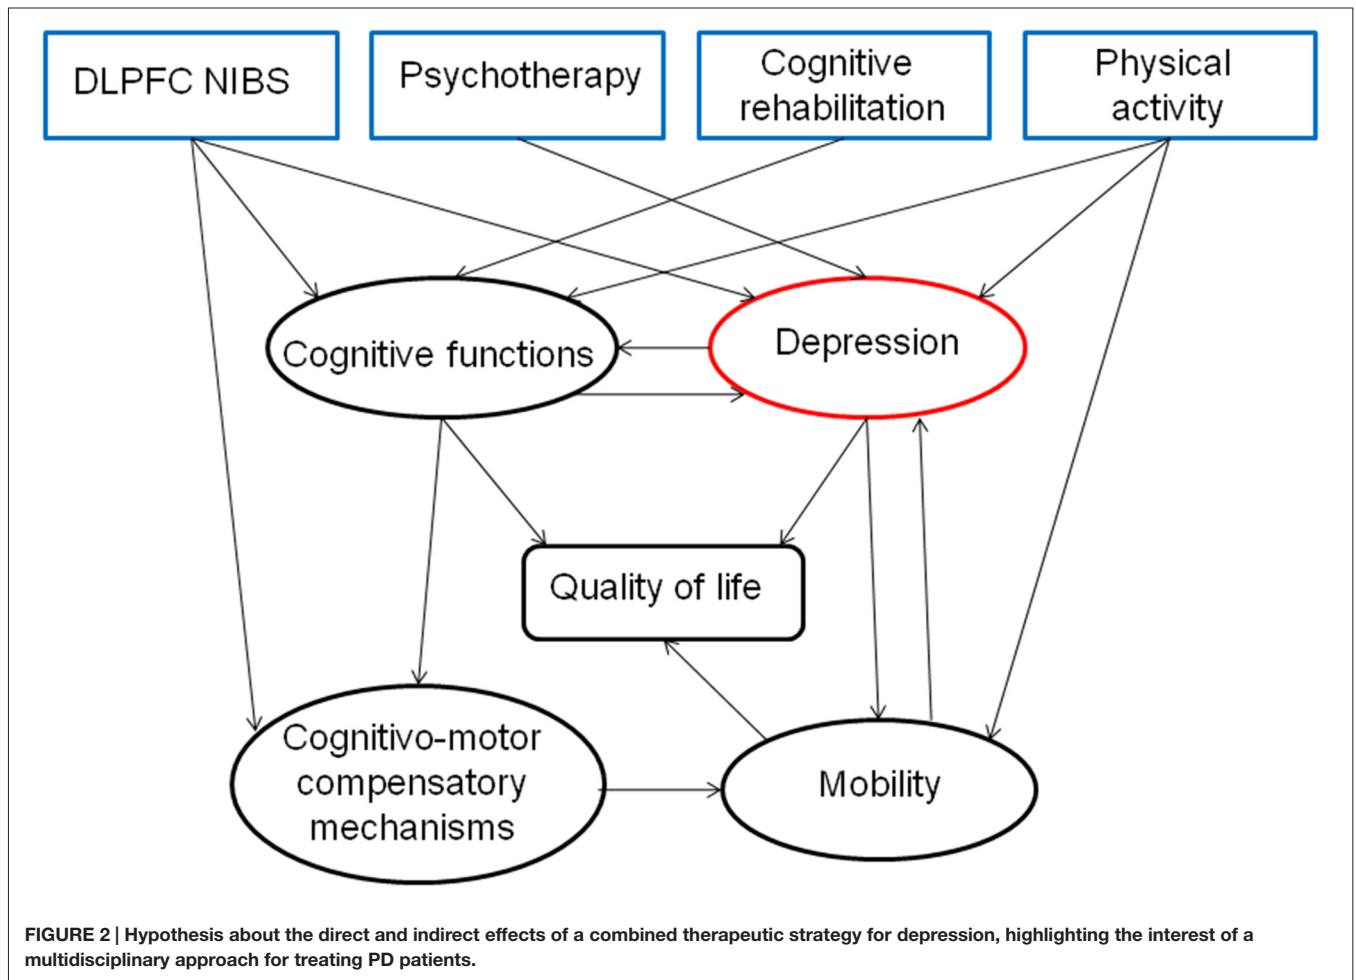 DLPFC NIBS
Psychotherapy
Cognitive
rehabilitation
Physical
activity
Cognitive functions
Depression
Quality of life
Cognitivo-motor
compensatory
mechanisms
Mobility
FIGURE 2 | Hypothesis about the direct and indirect effects of a combined therapeutic strategy for depression, highlighting the interest of a
multidisciplinary approach for treating PD patients.